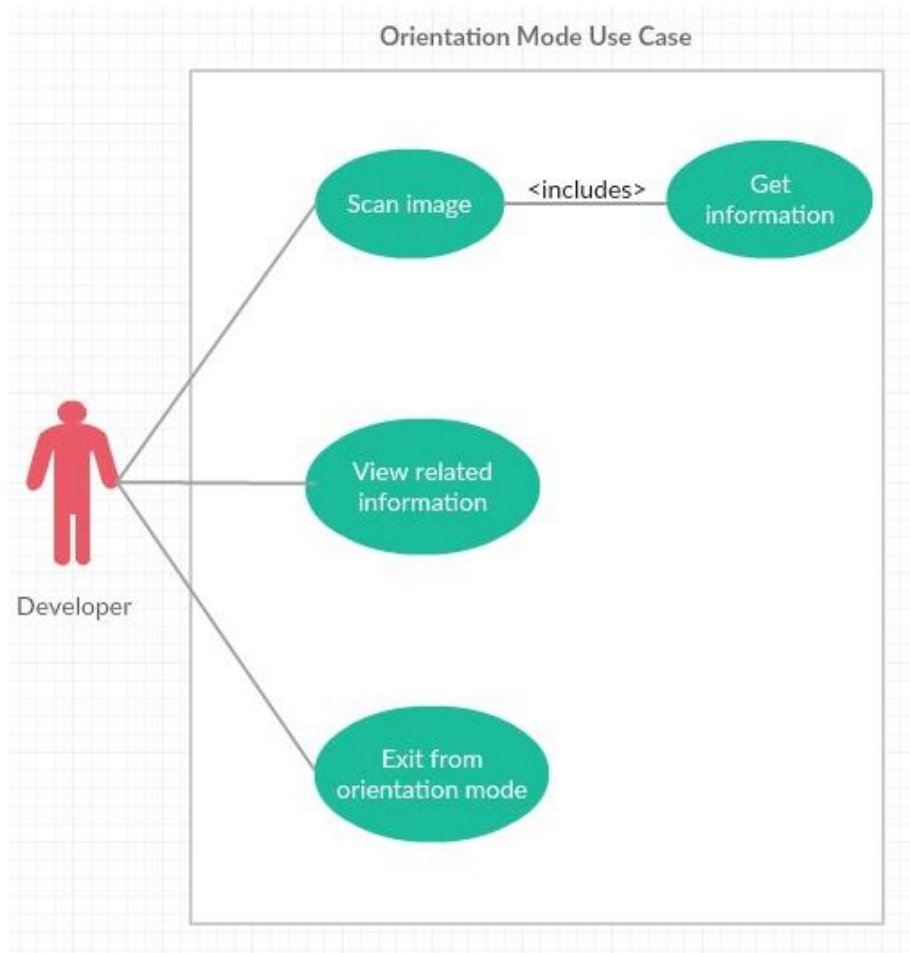 Orientation Mode Use Case
Scan image
<includes>
Get
information
View related
information
Developer
Exit from
orientation mode